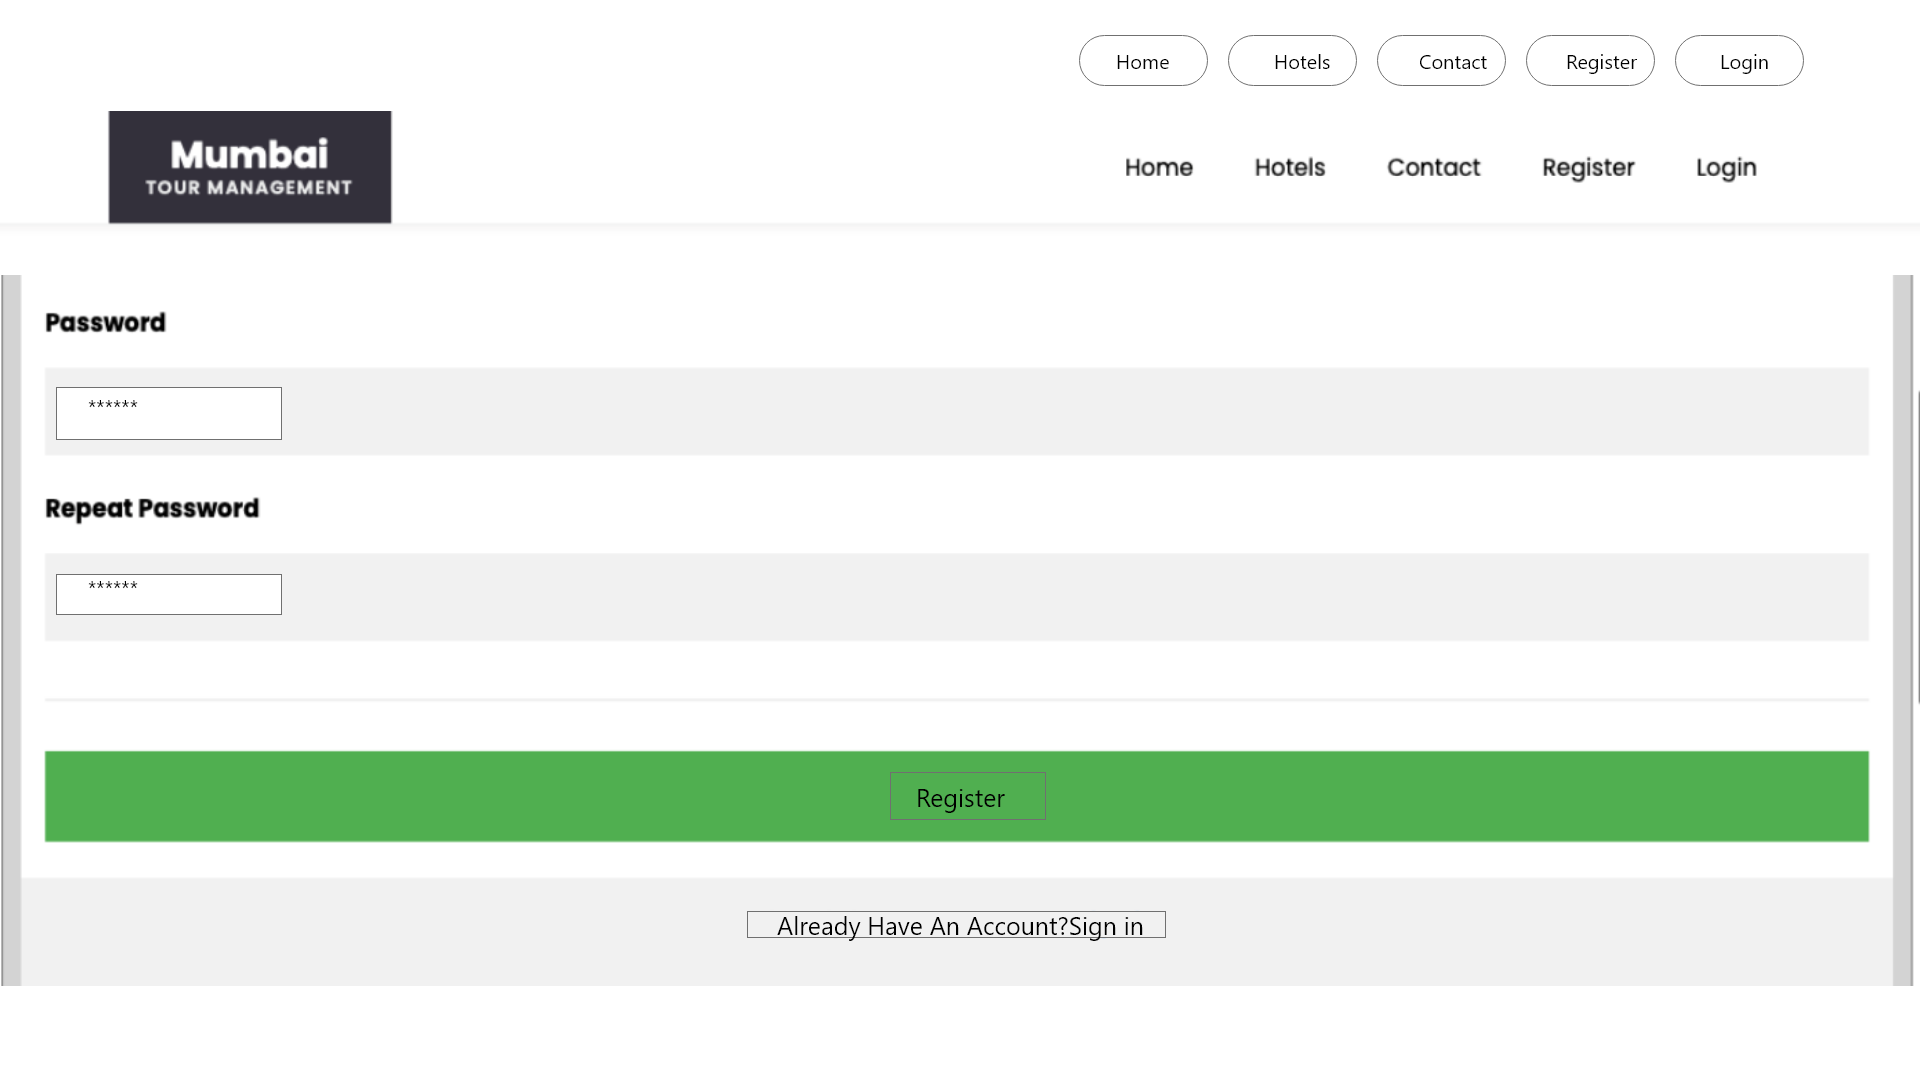 Home Hotels Contact Register Login
Mumbai
TOUR MANAGEMENT
Home Hotels Contact Register Login
Password
******
Repeat Password
******
Register
Already Have An Account?Sign in